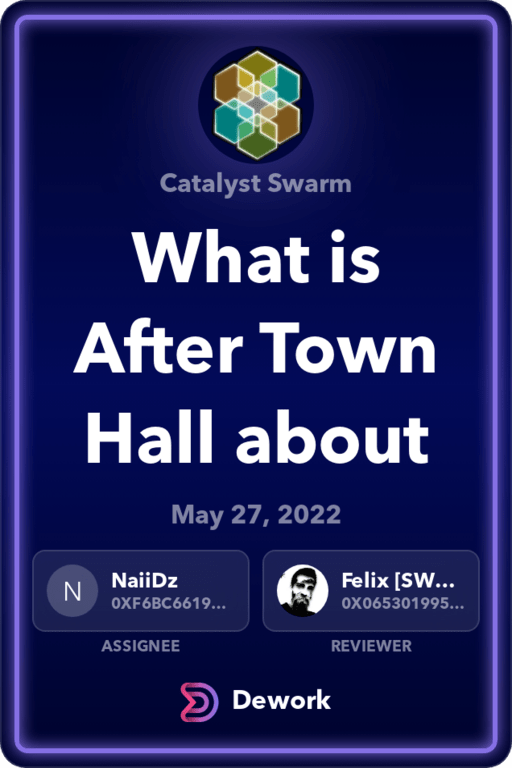 Catalyst Swarm
What is
After Town
Hall about
May 27, 2022
N
NaiiDz
0XF6BC6619...
ASSIGNEE
Felix [SW...
0X065301995...
REVIEWER
Dework